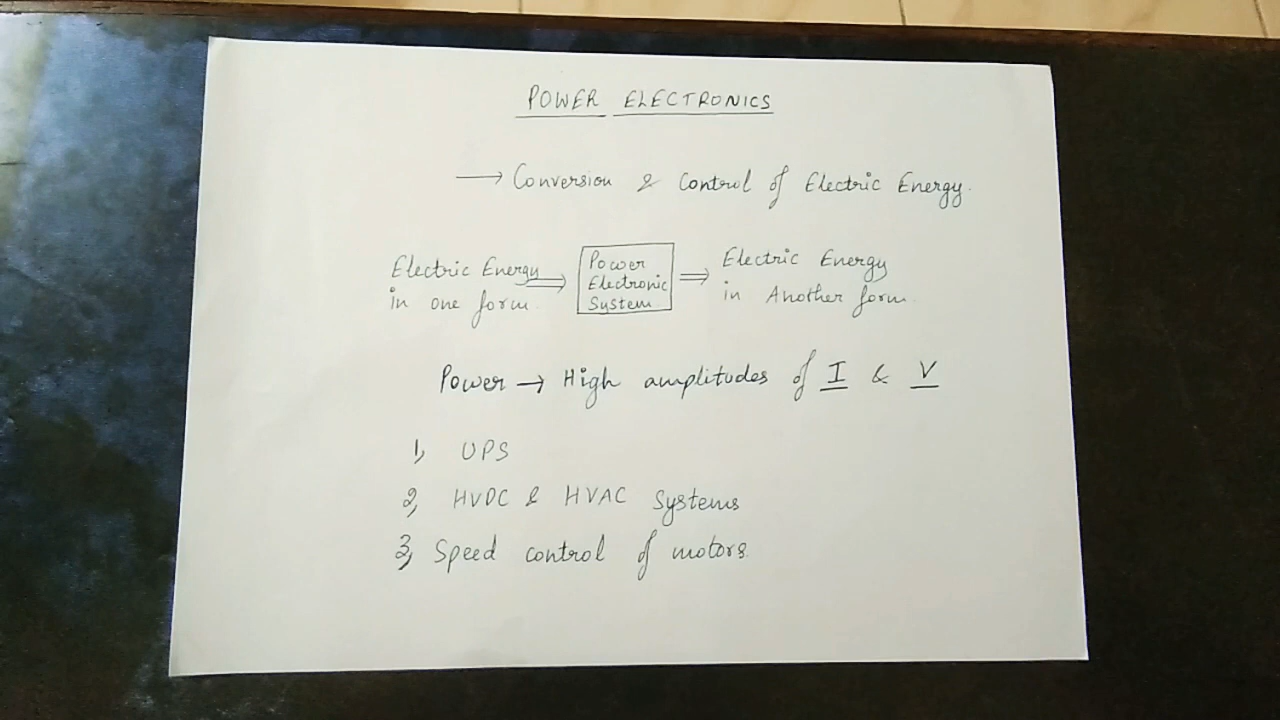 POWER ELECTRONICS
→ Conversion & Control of Electric Energy.
Electric Energy
in one form.
⇒
Power
Electronic
System
⇒
Electric Energy
in Another form.
Power → High amplitudes of I & V
1, UPS
2, HVDC & HVAC Systems
3, Speed control of motors.